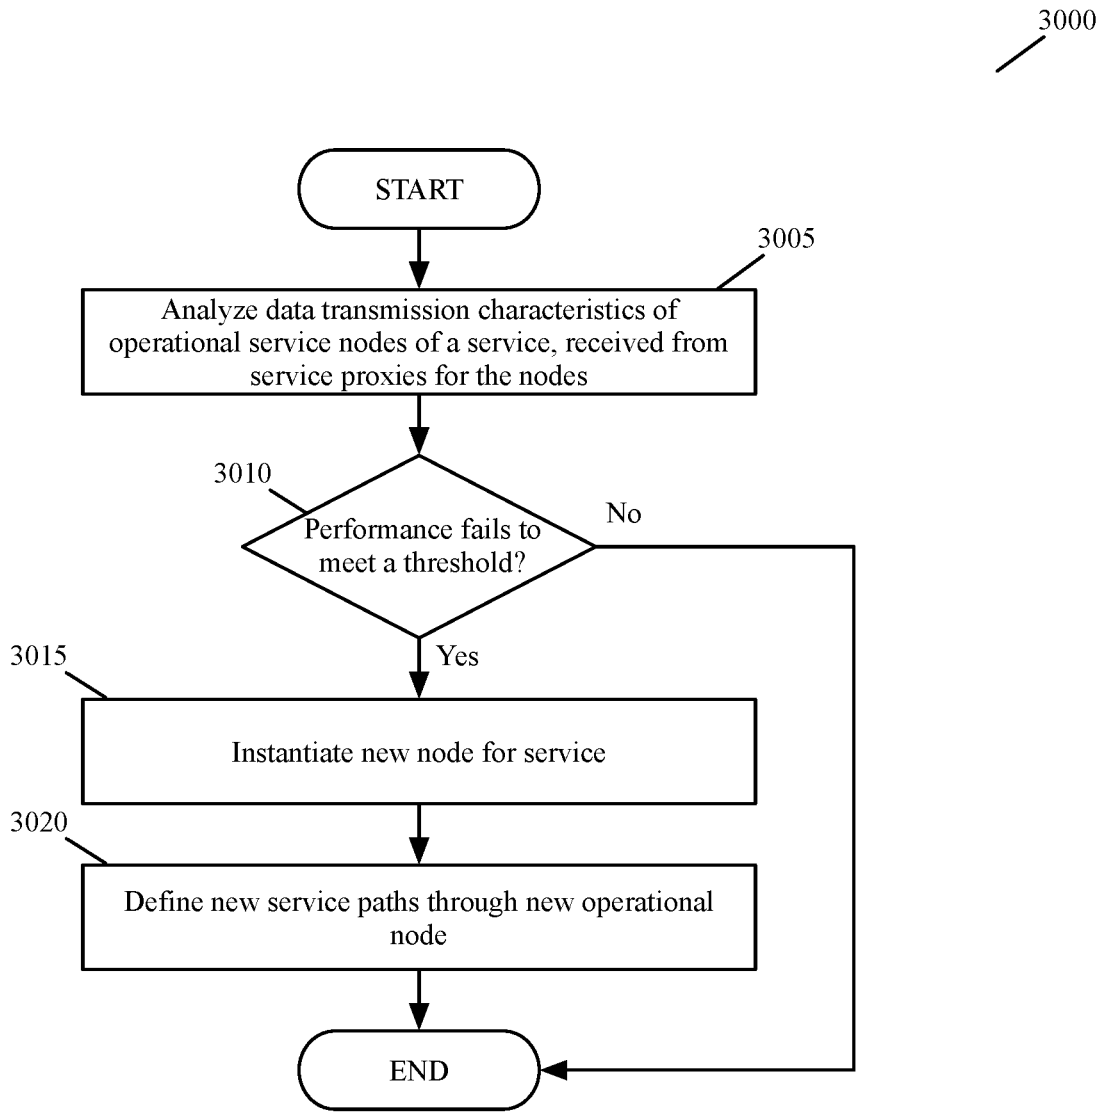 3000
START
3005
Analyze data transmission characteristics of
operational service nodes of a service, received from
service proxies for the nodes
3010
Performance fails to
meet a threshold?
No
Yes
3015
Instantiate new node for service
3020
Define new service paths through new operational
node
END